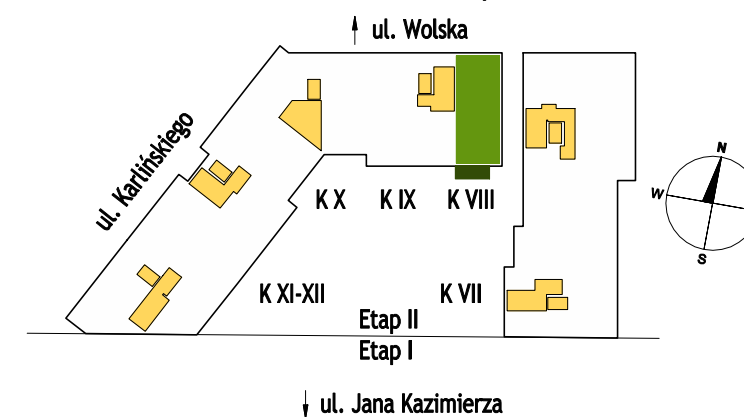 ul. Wolska
ul. Karlińskiego
N
W
S
K X
K IX
K VIII
K XI-XII
K VII
Etap II
Etap I
ul. Jana Kazimierza